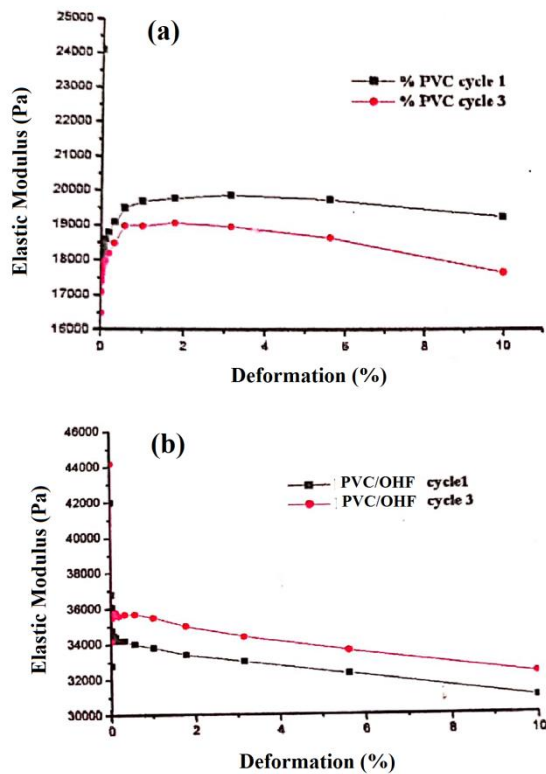 (a)
Elastic Modulus (Pa)
25000
24000
23000
22000
21000
20000
19000
18000
17000
16000
% PVC cycle 1
% PVC cycle 3
0 2 4 6 8 10
Deformation (%)
(b)
Elastic Modulus (Pa)
46000
44000
42000
40000
38000
36000
34000
32000
30000
PVC/OHF cycle1
PVC/OHF cycle 3
0 2 4 6 8 10
Deformation (%)